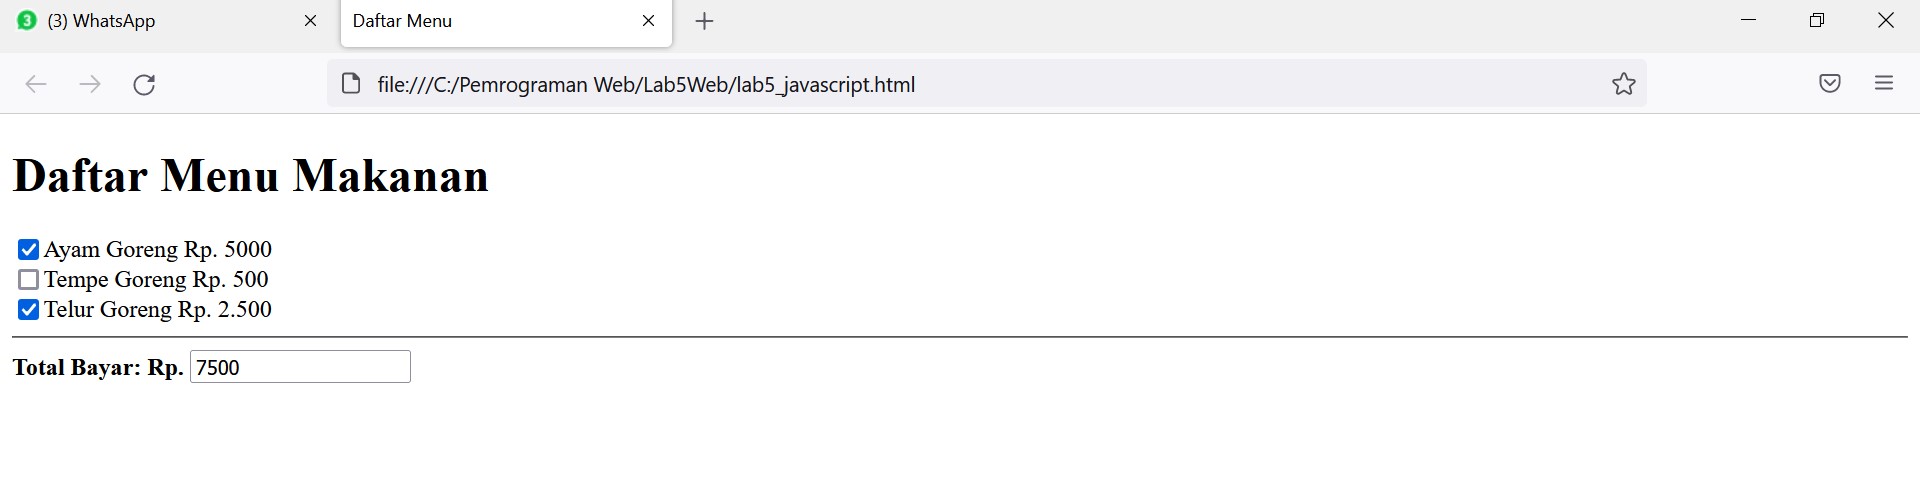 3 (3) WhatsApp
Daftar Menu
file:///C:/Pemrograman Web/Lab5Web/lab5_javascript.html
Daftar Menu Makanan
Ayam Goreng Rp. 5000
Tempe Goreng Rp. 500
Telur Goreng Rp. 2.500
Total Bayar: Rp. 7500